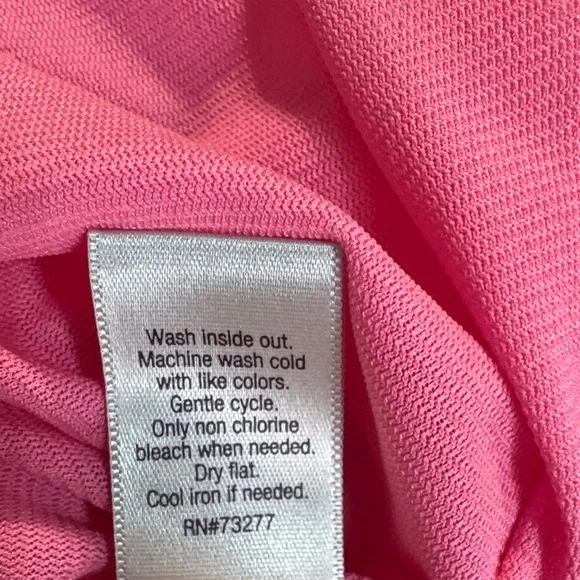 Wash inside out.
Machine wash cold
with like colors.
Gentle cycle.
Only non chlorine
bleach when needed.
Dry flat.
Cool iron if needed.
RN#73277